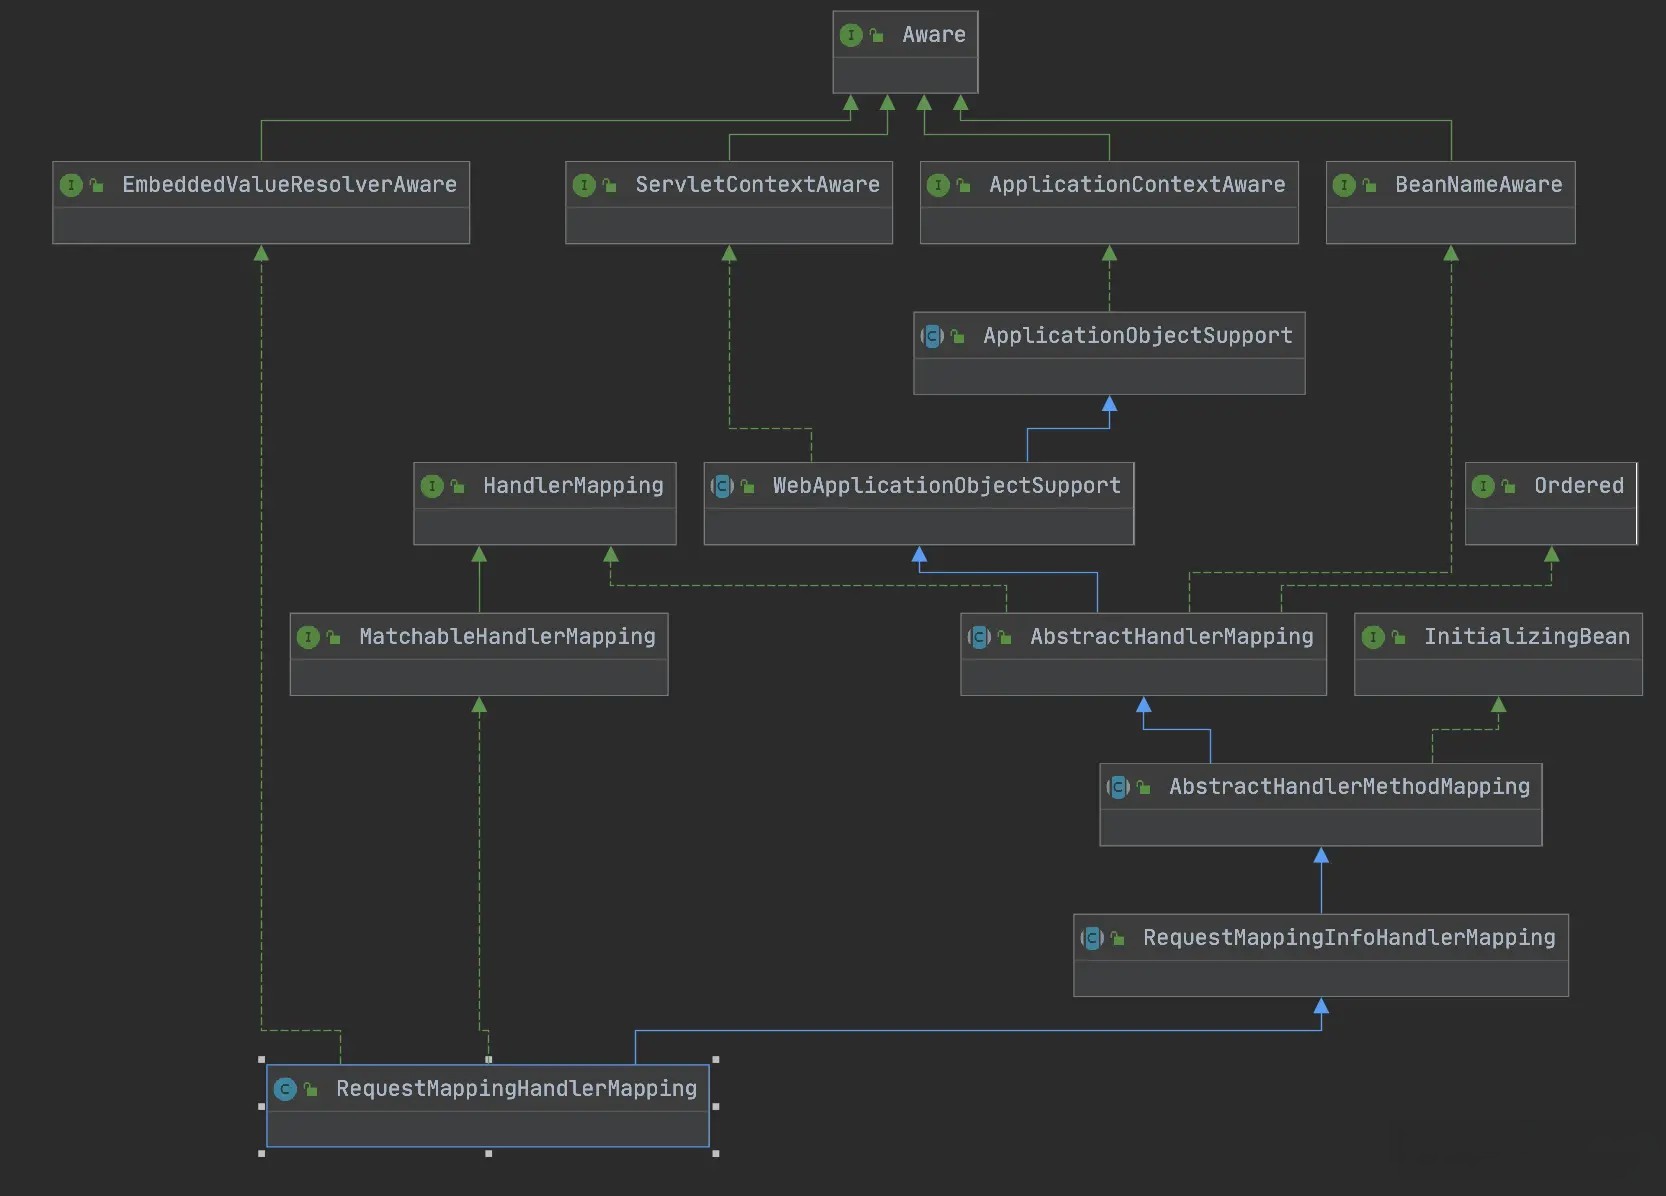 Aware
EmbeddedValueResolverAware
ServletContextAware
ApplicationContextAware
BeanNameAware
ApplicationObjectSupport
HandlerMapping
WebApplicationObjectSupport
Ordered
MatchableHandlerMapping
AbstractHandlerMapping
InitializingBean
AbstractHandlerMethodMapping
RequestMappingInfoHandlerMapping
RequestMappingHandlerMapping